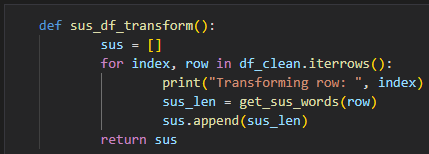 def sus_df_transform():
        sus = []
        for index, row in df_clean.iterrows():
                print("Transforming row: ", index)
                sus_len = get_sus_words(row)
                sus.append(sus_len)
        return sus